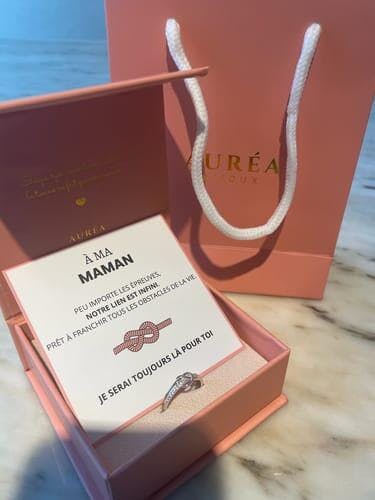 AURÉA
BIJOUX
AURÉA
À MA
MAMAN
PEU IMPORTE LES ÉPREUVES,
NOTRE LIEN EST INFINI.
PRÊT À FRANCHIR TOUS LES OBSTACLES DE LA VIE.
JE SERAI TOUJOURS LÀ POUR TOI